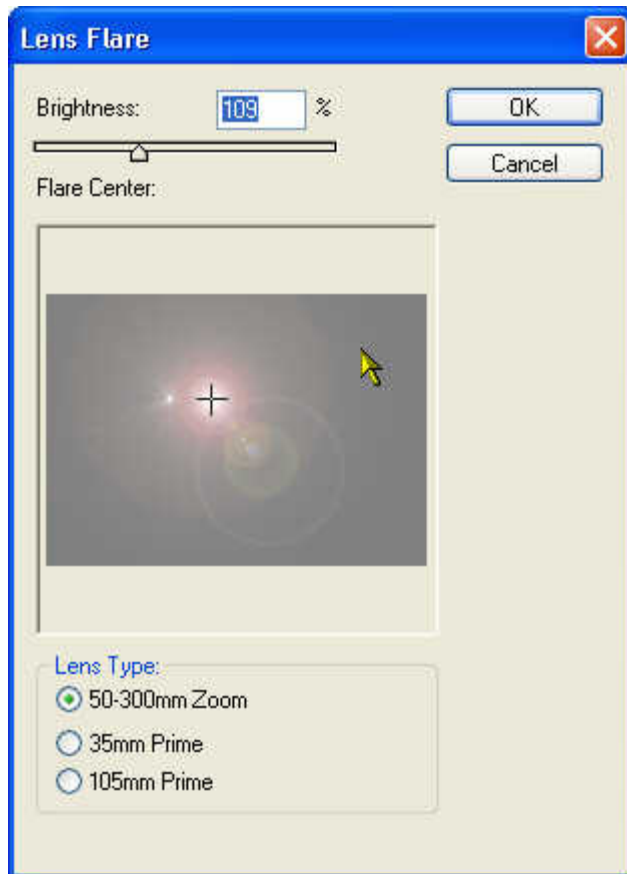 Lens Flare
Brightness: 109 %
OK
Cancel
Flare Center:
Lens Type:
50-300mm Zoom
35mm Prime
105mm Prime